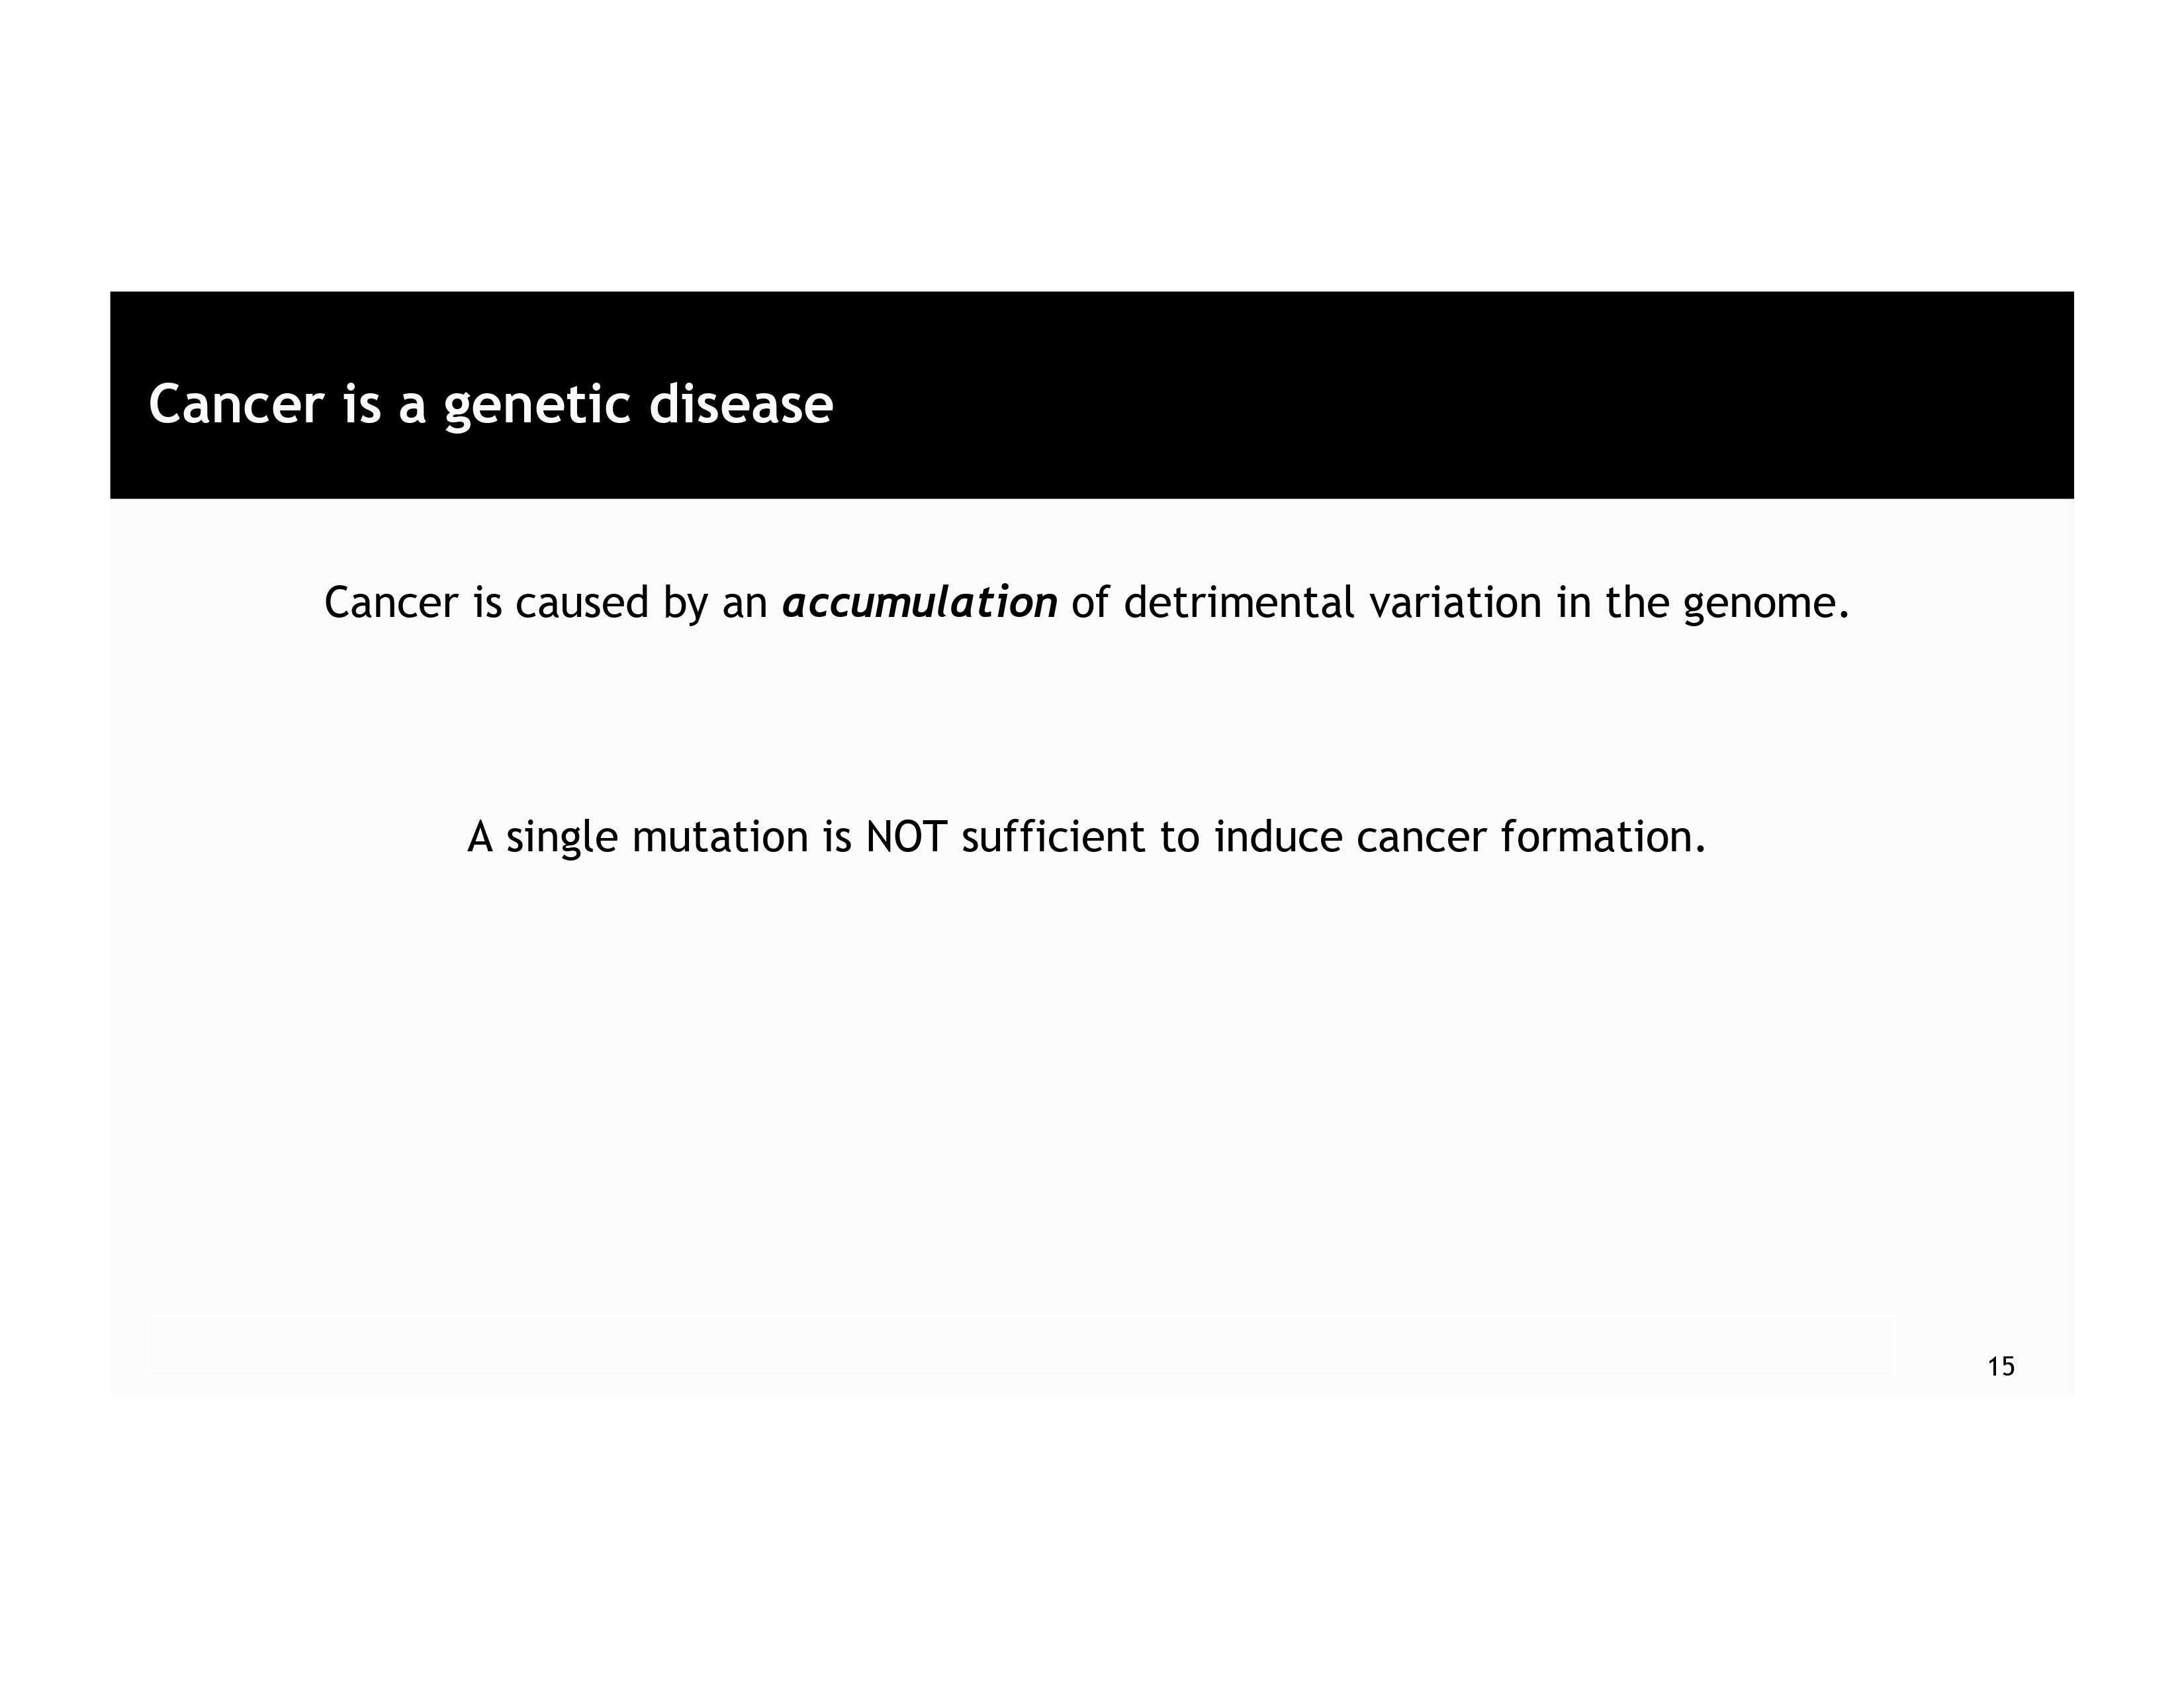 Cancer is a genetic disease
Cancer is caused by an accumulation of detrimental variation in the genome.
A single mutation is NOT sufficient to induce cancer formation.
15